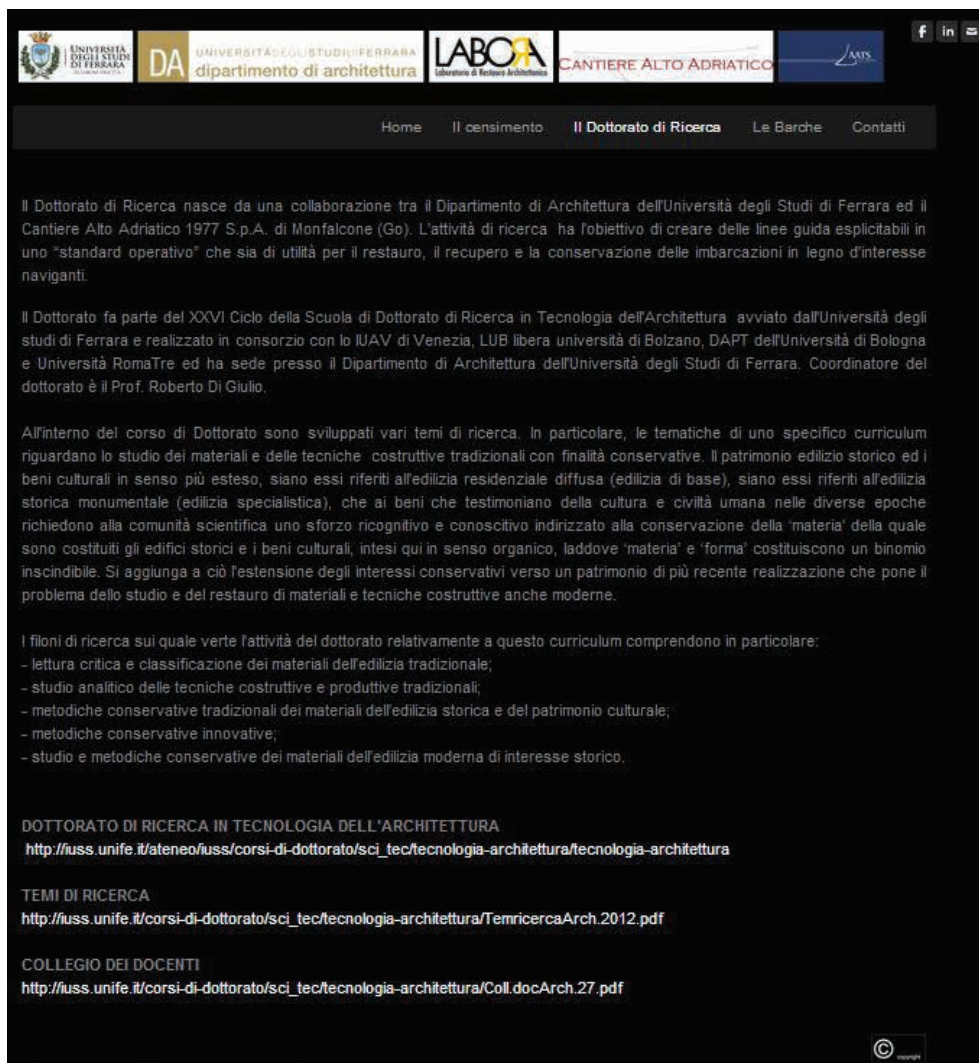 UNIVERSITÀ
DEGLI STUDI
DI FERRARA
DA
UNIVERSITÀDEGLISTUDIDIFERRARA
dipartimento di architettura
LABORA
Laboratorio di Restauro Architettonico
CANTIERE ALTO ADRIATICO
AATS
f in
Home Il censimento Il Dottorato di Ricerca Le Barche Contatti
Il Dottorato di Ricerca nasce da una collaborazione tra il Dipartimento di Architettura dell'Università degli Studi di Ferrara ed il
Cantiere Alto Adriatico 1977 S.p.A. di Monfalcone (Go). L'attività di ricerca ha l'obiettivo di creare delle linee guida esplicitabili in
uno “standard operativo” che sia di utilità per il restauro, il recupero e la conservazione delle imbarcazioni in legno d'interesse
naviganti.
Il Dottorato fa parte del XXVI Ciclo della Scuola di Dottorato di Ricerca in Tecnologia dell'Architettura avviato dall'Università degli
studi di Ferrara e realizzato in consorzio con lo IUAV di Venezia, LUB libera università di Bolzano, DAPT dell'Università di Bologna
e Università RomaTre ed ha sede presso il Dipartimento di Architettura dell'Università degli Studi di Ferrara. Coordinatore del
dottorato è il Prof. Roberto Di Giulio.
All'interno del corso di Dottorato sono sviluppati vari temi di ricerca. In particolare, le tematiche di uno specifico curriculum
riguardano lo studio dei materiali e delle tecniche costruttive tradizionali con finalità conservative. Il patrimonio edilizio storico ed i
beni culturali in senso più esteso, siano essi riferiti all'edilizia residenziale diffusa (edilizia di base), siano essi riferiti all'edilizia
storica monumentale (edilizia specialistica), che ai beni che testimoniano della cultura e civiltà umana nelle diverse epoche
richiedono alla comunità scientifica uno sforzo ricognitivo e conoscitivo indirizzato alla conservazione della ‘materia’ della quale
sono costituiti gli edifici storici e i beni culturali, intesi qui in senso organico, laddove ‘materia’ e ‘forma’ costituiscono un binomio
inscindibile. Si aggiunga a ciò l'estensione degli interessi conservativi verso un patrimonio di più recente realizzazione che pone il
problema dello studio e del restauro di materiali e tecniche costruttive anche moderne.
I filoni di ricerca sui quale verte l'attività del dottorato relativamente a questo curriculum comprendono in particolare:
– lettura critica e classificazione dei materiali dell'edilizia tradizionale;
– studio analitico delle tecniche costruttive e produttive tradizionali;
– metodiche conservative tradizionali dei materiali dell'edilizia storica e del patrimonio culturale;
– metodiche conservative innovative;
– studio e metodiche conservative dei materiali dell'edilizia moderna di interesse storico.
DOTTORATO DI RICERCA IN TECNOLOGIA DELL'ARCHITETTURA
http://iuss.unife.it/ateneo/iuss/corsi-di-dottorato/sci_tec/tecnologia-architettura/tecnologia-architettura
TEMI DI RICERCA
http://iuss.unife.it/corsi-di-dottorato/sci_tec/tecnologia-architettura/TemricercaArch.2012.pdf
COLLEGIO DEI DOCENTI
http://iuss.unife.it/corsi-di-dottorato/sci_tec/tecnologia-architettura/Coll.docArch.27.pdf
© copyright